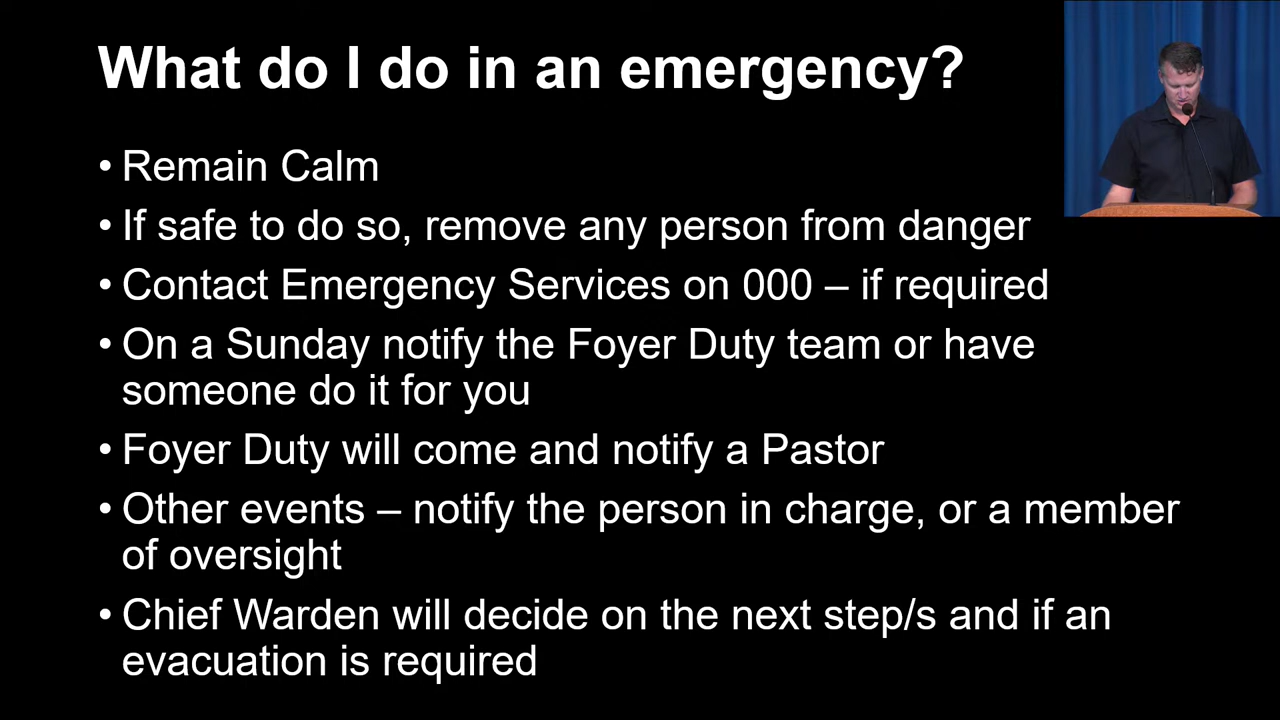 What do I do in an emergency?
• Remain Calm
• If safe to do so, remove any person from danger
• Contact Emergency Services on 000 – if required
• On a Sunday notify the Foyer Duty team or have
someone do it for you
• Foyer Duty will come and notify a Pastor
• Other events – notify the person in charge, or a member
of oversight
• Chief Warden will decide on the next step/s and if an
evacuation is required